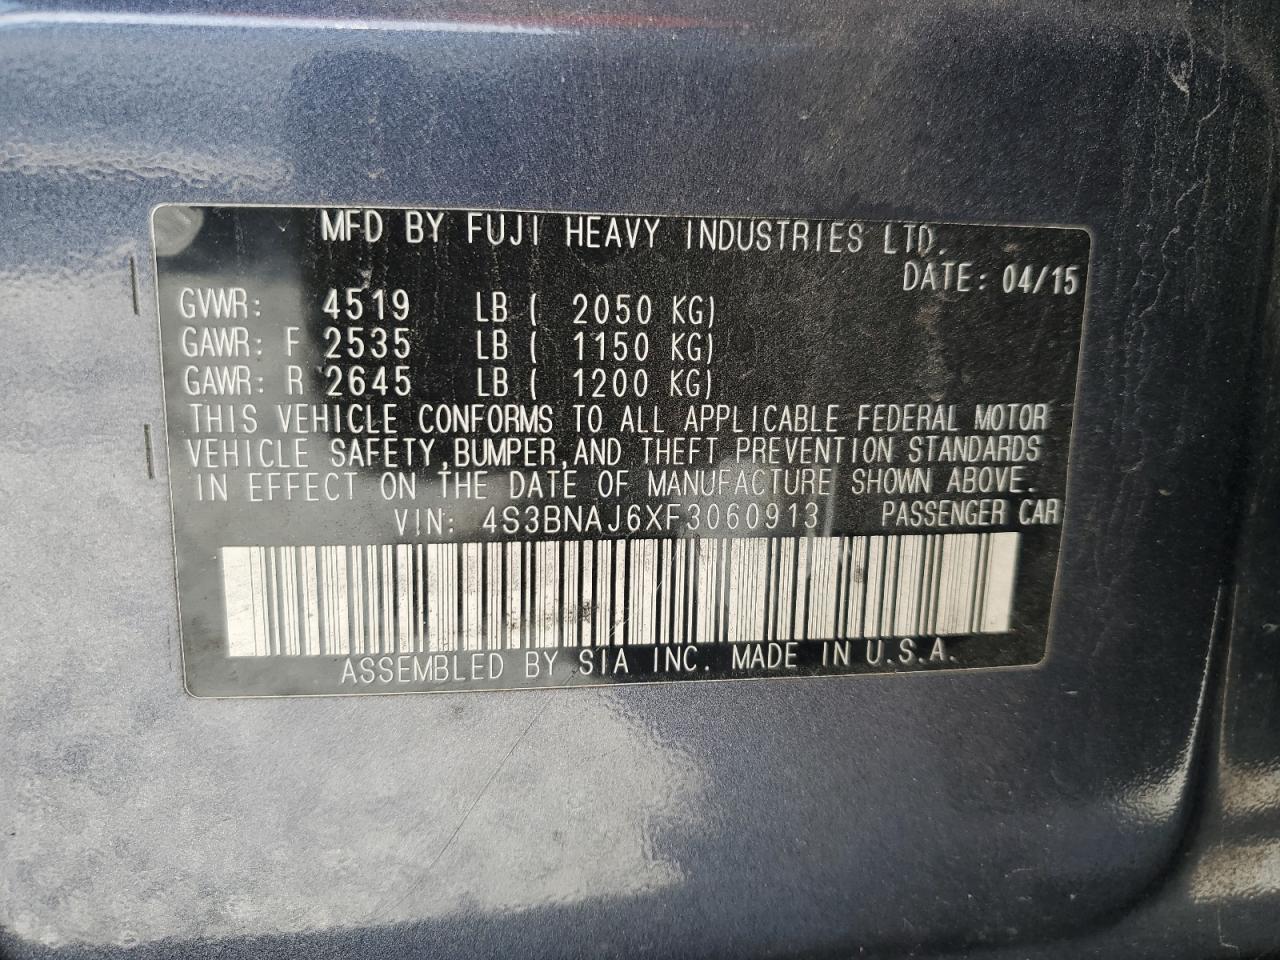 MFD BY FUJI HEAVY INDUSTRIES LTD.
DATE: 04/15
GVWR: 4519 LB ( 2050 KG)
GAWR: F 2535 LB ( 1150 KG)
GAWR: R 2645 LB ( 1200 KG)
THIS VEHICLE CONFORMS TO ALL APPLICABLE FEDERAL MOTOR
VEHICLE SAFETY,BUMPER,AND THEFT PREVENTION STANDARDS
IN EFFECT ON THE DATE OF MANUFACTURE SHOWN ABOVE.
VIN: 4S3BNAJ6XF3060913 PASSENGER CAR
ASSEMBLED BY SIA INC. MADE IN U.S.A.